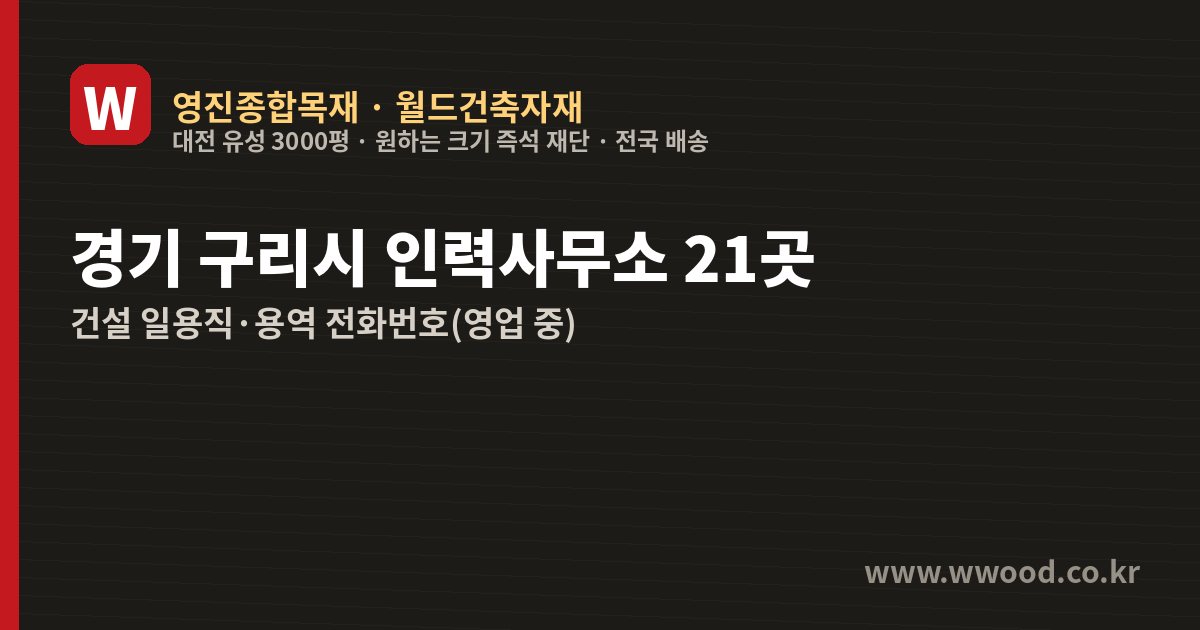 W
영진종합목재 · 월드건축자재
대전 유성 3000평 · 원하는 크기 즉석 재단 · 전국 배송
경기 구리시 인력사무소 21곳
건설 일용직·용역 전화번호(영업 중)
www.wwood.co.kr